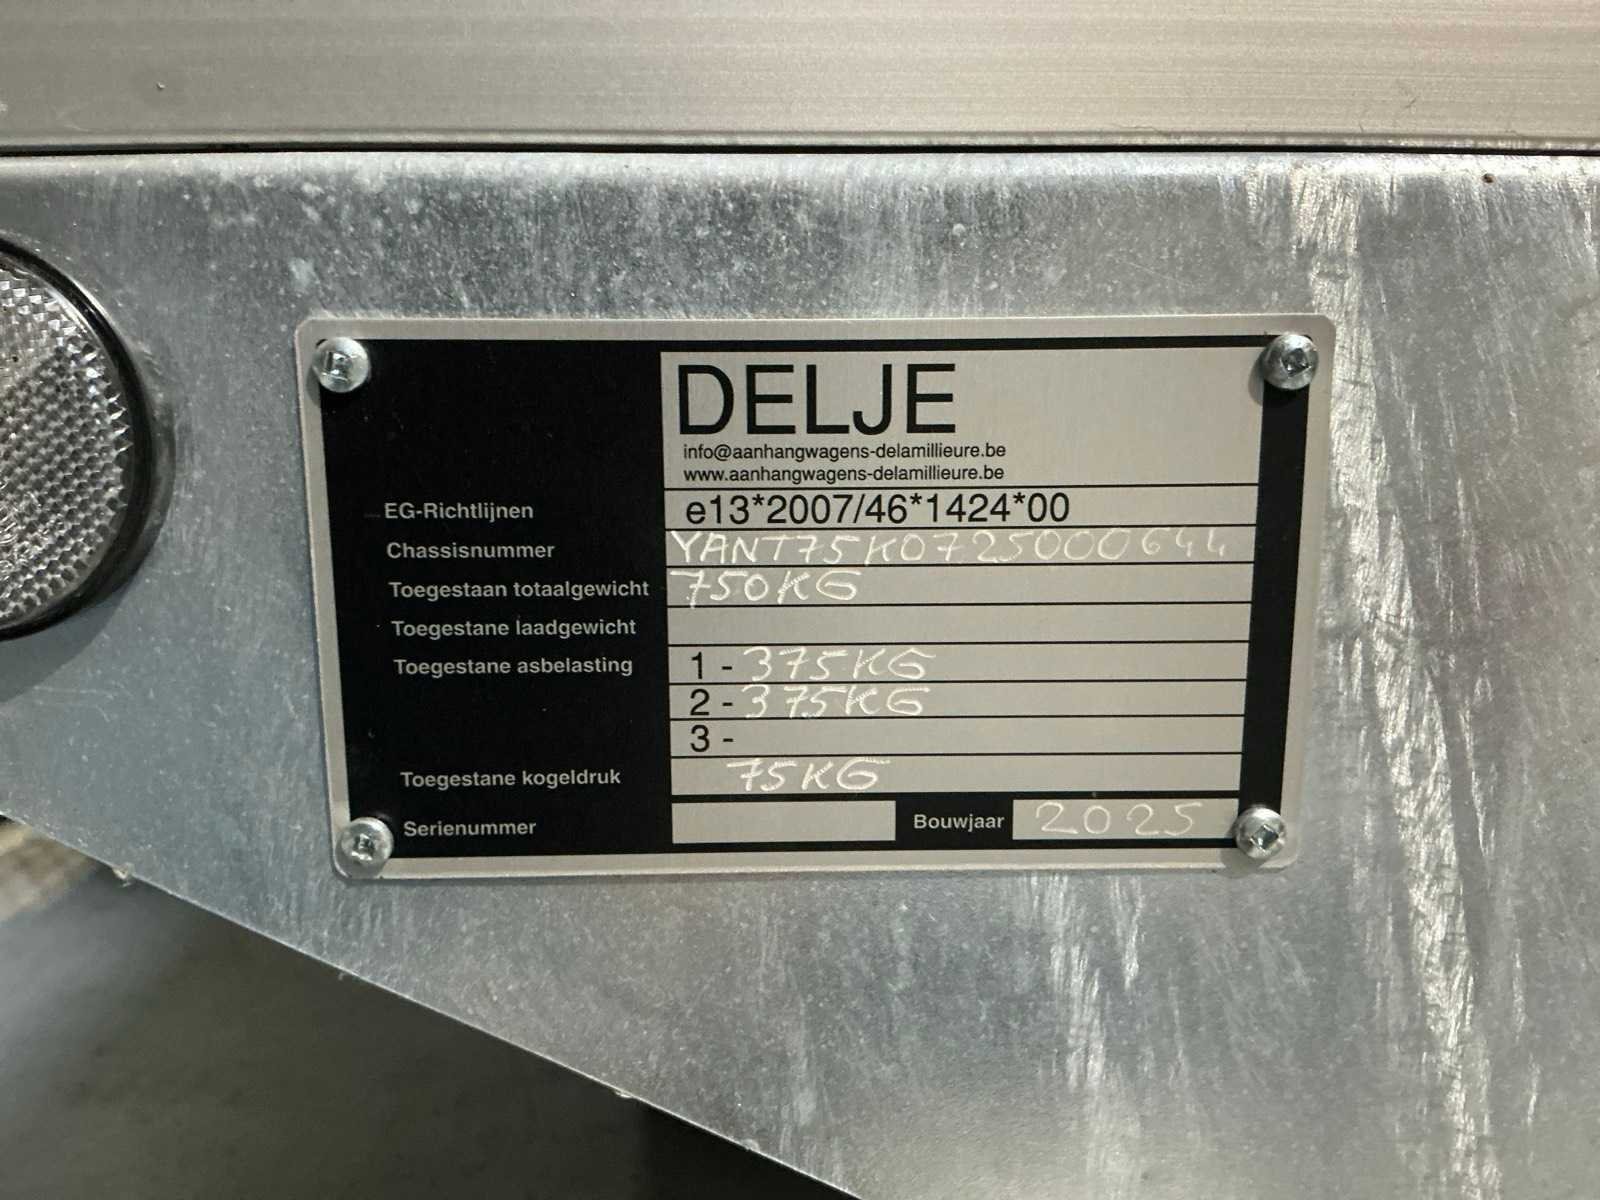 DELJE
info@aanhangwagens-delamillieure.be
www.aanhangwagens-delamillieure.be
EG-Richtlijnen e13*2007/46*1424*00
Chassisnummer YANT75K0725000644
Toegestaan totaalgewicht 750KG
Toegestane laadgewicht
Toegestane asbelasting 1 - 375KG
2 - 375KG
3 -
Toegestane kogeldruk 75KG
Serienummer Bouwjaar 2025